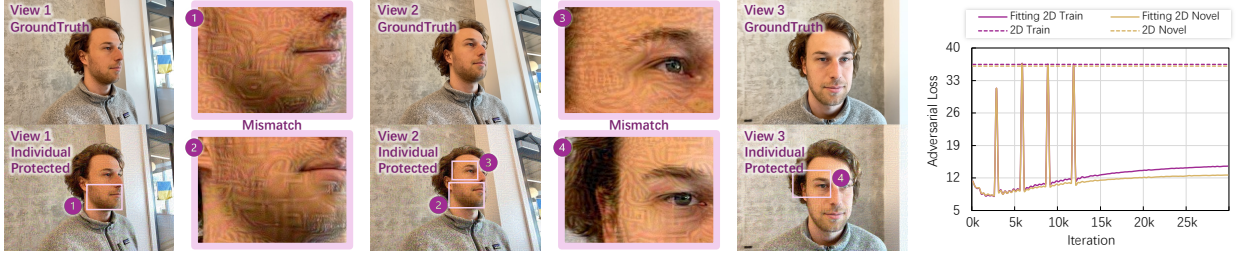 View 1
GroundTruth
1
View 2
GroundTruth
3
View 3
GroundTruth
Mismatch
Mismatch
View 1
Individual
Protected
1
2
View 2
Individual
Protected
3
2
4
View 3
Individual
Protected
4
Fitting 2D Train
Fitting 2D Novel
2D Train
2D Novel
Adversarial Loss
40
33
26
19
12
5
0k
5k
10k
15k
20k
25k
Iteration